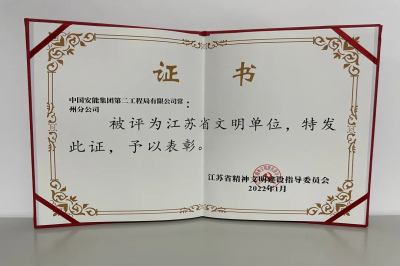 证 书
中国安能集团第二工程局有限公司常
州分公司：
被评为江苏省文明单位，特发
此证，予以表彰。
江苏省精神文明建设指导委员会
2022年1月